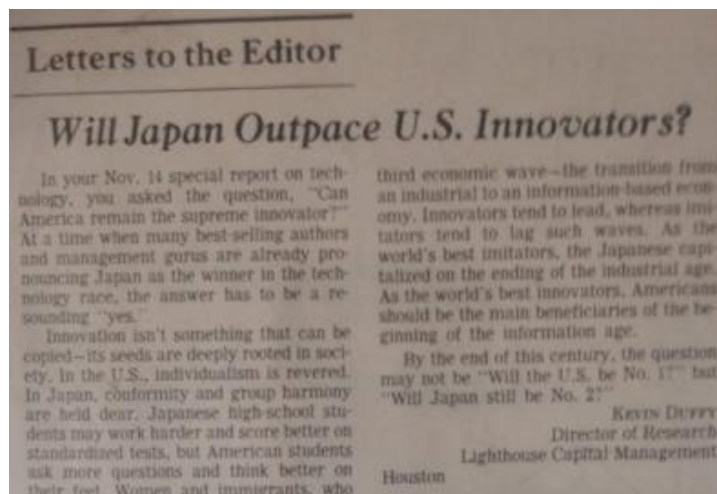 Letters to the Editor
Will Japan Outpace U.S. Innovators?
In your Nov. 14 special report on tech-
nology, you asked the question, "Can
America remain the supreme innovator?"
At a time when many best-selling authors
and management gurus are already pro-
nouncing Japan as the winner in the tech-
nology race, the answer has to be a re-
sounding "yes."
Innovation isn't something that can be
copied—its seeds are deeply rooted in soci-
ety. In the U.S., individualism is revered.
In Japan, conformity and group harmony
are held dear. Japanese high-school stu-
dents may work harder and score better on
standardized tests, but American students
ask more questions and think better on
their feet. Women and immigrants, who
third economic wave—the transition from
an industrial to an information-based econ-
omy. Innovators tend to lead, whereas imi-
tators tend to lag such waves. As the
world's best imitators, the Japanese capi-
talized on the ending of the industrial age.
As the world's best innovators, Americans
should be the main beneficiaries of the be-
ginning of the information age.
By the end of this century, the question
may not be "Will the U.S. be No. 1?" but
"Will Japan still be No. 2?"
KEVIN DUFFY
Director of Research
Lighthouse Capital Management
Houston